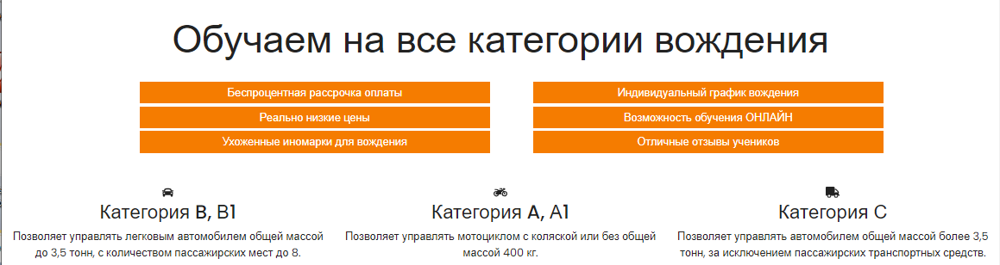 Обучаем на все категории вождения
Беспроцентная рассрочка оплаты
Индивидуальный график вождения
Реально низкие цены
Возможность обучения ОНЛАЙН
Ухоженные иномарки для вождения
Отличные отзывы учеников
Категория B, B1
Позволяет управлять легковым автомобилем общей массой
до 3,5 тонн, с количеством пассажирских мест до 8.
Категория A, A1
Позволяет управлять мотоциклом с коляской или без общей
массой 400 кг.
Категория C
Позволяет управлять автомобилем общей массой более 3,5
тонн, за исключением пассажирских транспортных средств.